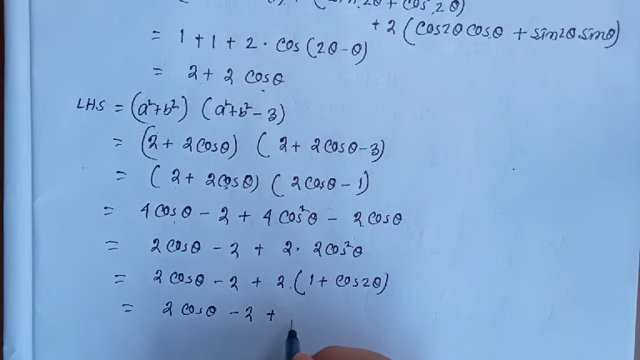 2θ + cos²2θ)
+ 2 (cos2θ cosθ + sin2θ sinθ)
= 1 + 1 + 2 · cos (2θ - θ)
= 2 + 2 cosθ
LHS = (a²+b²) (a²+b² - 3)
= (2 + 2cosθ) ( 2 + 2cosθ - 3)
= ( 2 + 2cosθ) ( 2cosθ - 1)
= 4cosθ - 2 + 4cos²θ - 2cosθ
= 2cosθ - 2 + 2 · 2cos²θ
= 2cosθ - 2 + 2. (1 + cos2θ)
= 2cosθ - 2 +